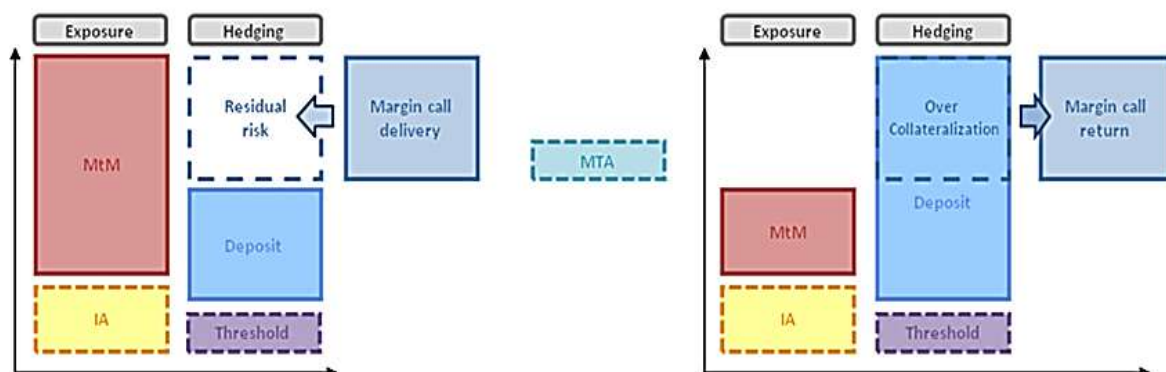 Exposure
Hedging
MtM
Residual
risk
Margin call
delivery
Deposit
IA
Threshold
MTA
Exposure
Hedging
Over
Collateralization
Margin call
return
Deposit
MtM
IA
Threshold